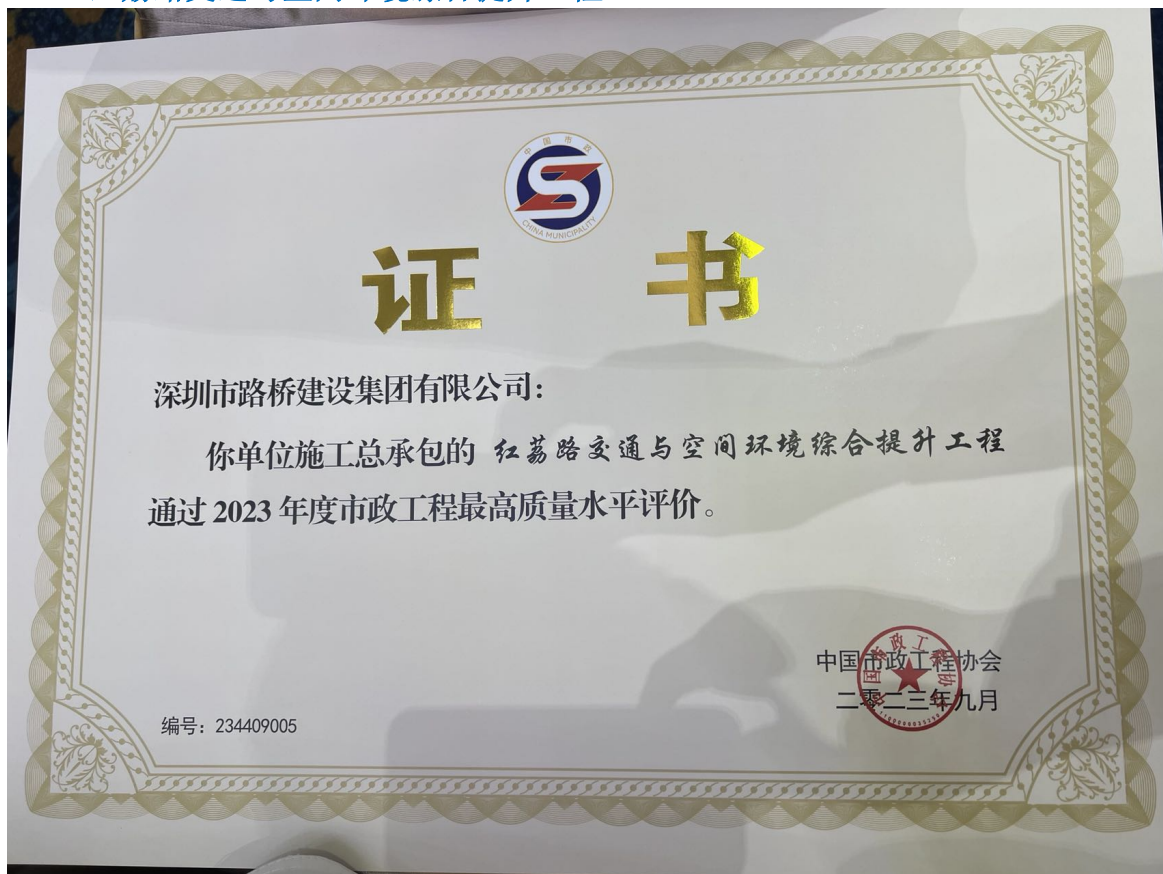 中国市政
CHINA MUNICIPALITY
证 书
深圳市路桥建设集团有限公司：
你单位施工总承包的 红荔路交通与空间环境综合提升工程
通过 2023 年度市政工程最高质量水平评价。
中国市政工程协会
二零二三年九月
编号：234409005